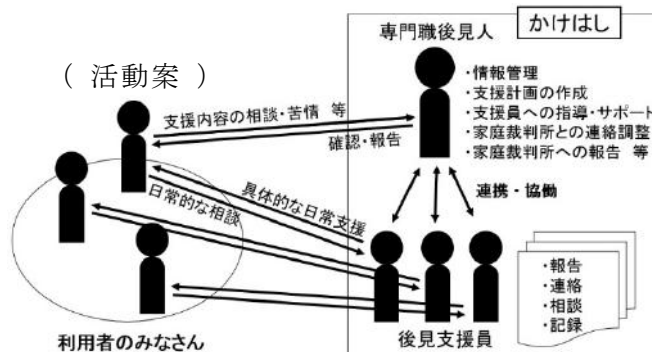 かけはし
専門職後見人
( 活動案 )
・情報管理
・支援計画の作成
・支援員への指導・サポート
・家庭裁判所との連絡調整
・家庭裁判所への報告 等
支援内容の相談・苦情 等
確認・報告
連携・協働
具体的な日常支援
日常的な相談
・報告
・連絡
・相談
・記録
後見支援員
利用者のみなさん